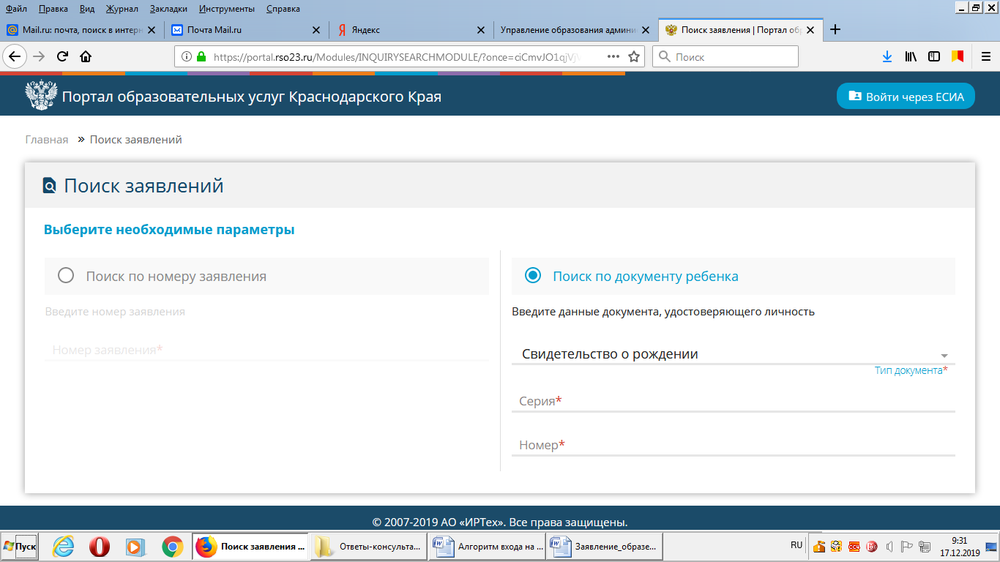 Файл Правка Вид Журнал Закладки Инструменты Справка
Mail.ru: почта, поиск в интерн
Почта Mail.ru
Яндекс
Управление образования админи
Поиск заявления | Портал об
https://portal.rso23.ru/Modules/INQUIRYSEARCHMODULE/?once=ciCmvJO1qjVjV
Поиск
Портал образовательных услуг Краснодарского Края
Войти через ЕСИА
Главная » Поиск заявлений
Поиск заявлений
Выберите необходимые параметры
Поиск по номеру заявления
Введите номер заявления
Номер заявления*
Поиск по документу ребенка
Введите данные документа, удостоверяющего личность
Свидетельство о рождении
Тип документа*
Серия*
Номер*
© 2007-2019 АО «ИРТех». Все права защищены.
Пуск
Поиск заявления ...
Ответы-консульта...
Алгоритм входа на ...
Заявление_образе...
RU
9:31
17.12.2019